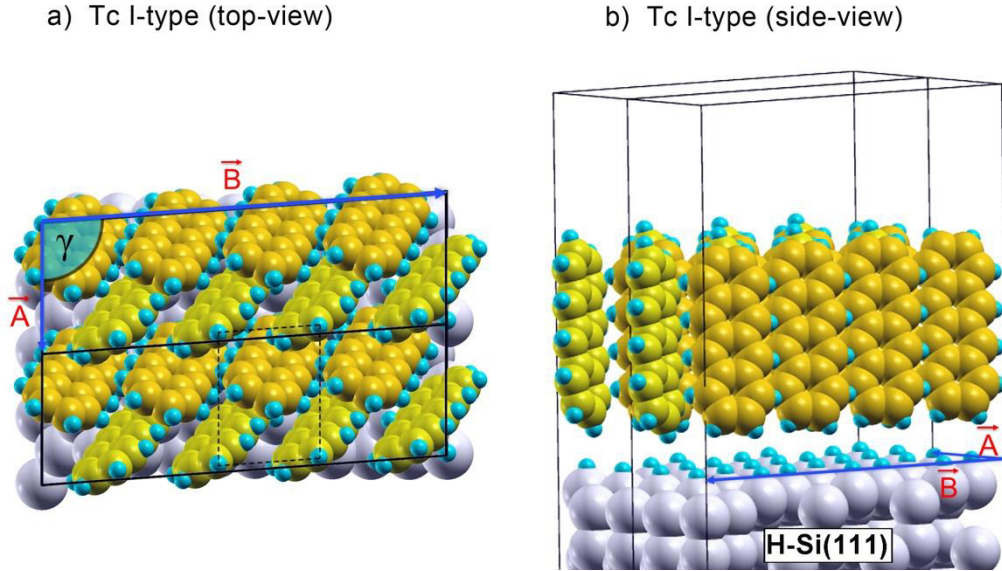 a) Tc I-type (top-view)
b) Tc I-type (side-view)
B
γ
A
A
B
H-Si(111)